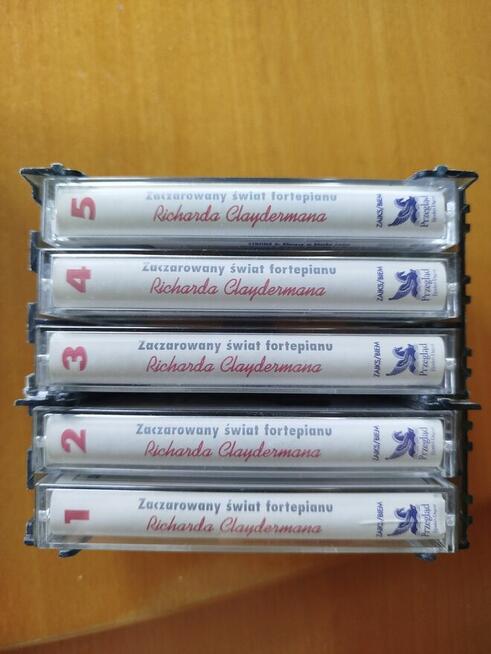 5
Zaczarowany świat fortepianu
Richarda Claydermana
ZAIKS/BIEM
Przegląd
4
Zaczarowany świat fortepianu
Richarda Claydermana
ZAIKS/BIEM
Przegląd
3
Zaczarowany świat fortepianu
Richarda Claydermana
ZAIKS/BIEM
Przegląd
2
Zaczarowany świat fortepianu
Richarda Claydermana
ZAIKS/BIEM
Przegląd
1
Zaczarowany świat fortepianu
Richarda Claydermana
ZAIKS/BIEM
Przegląd